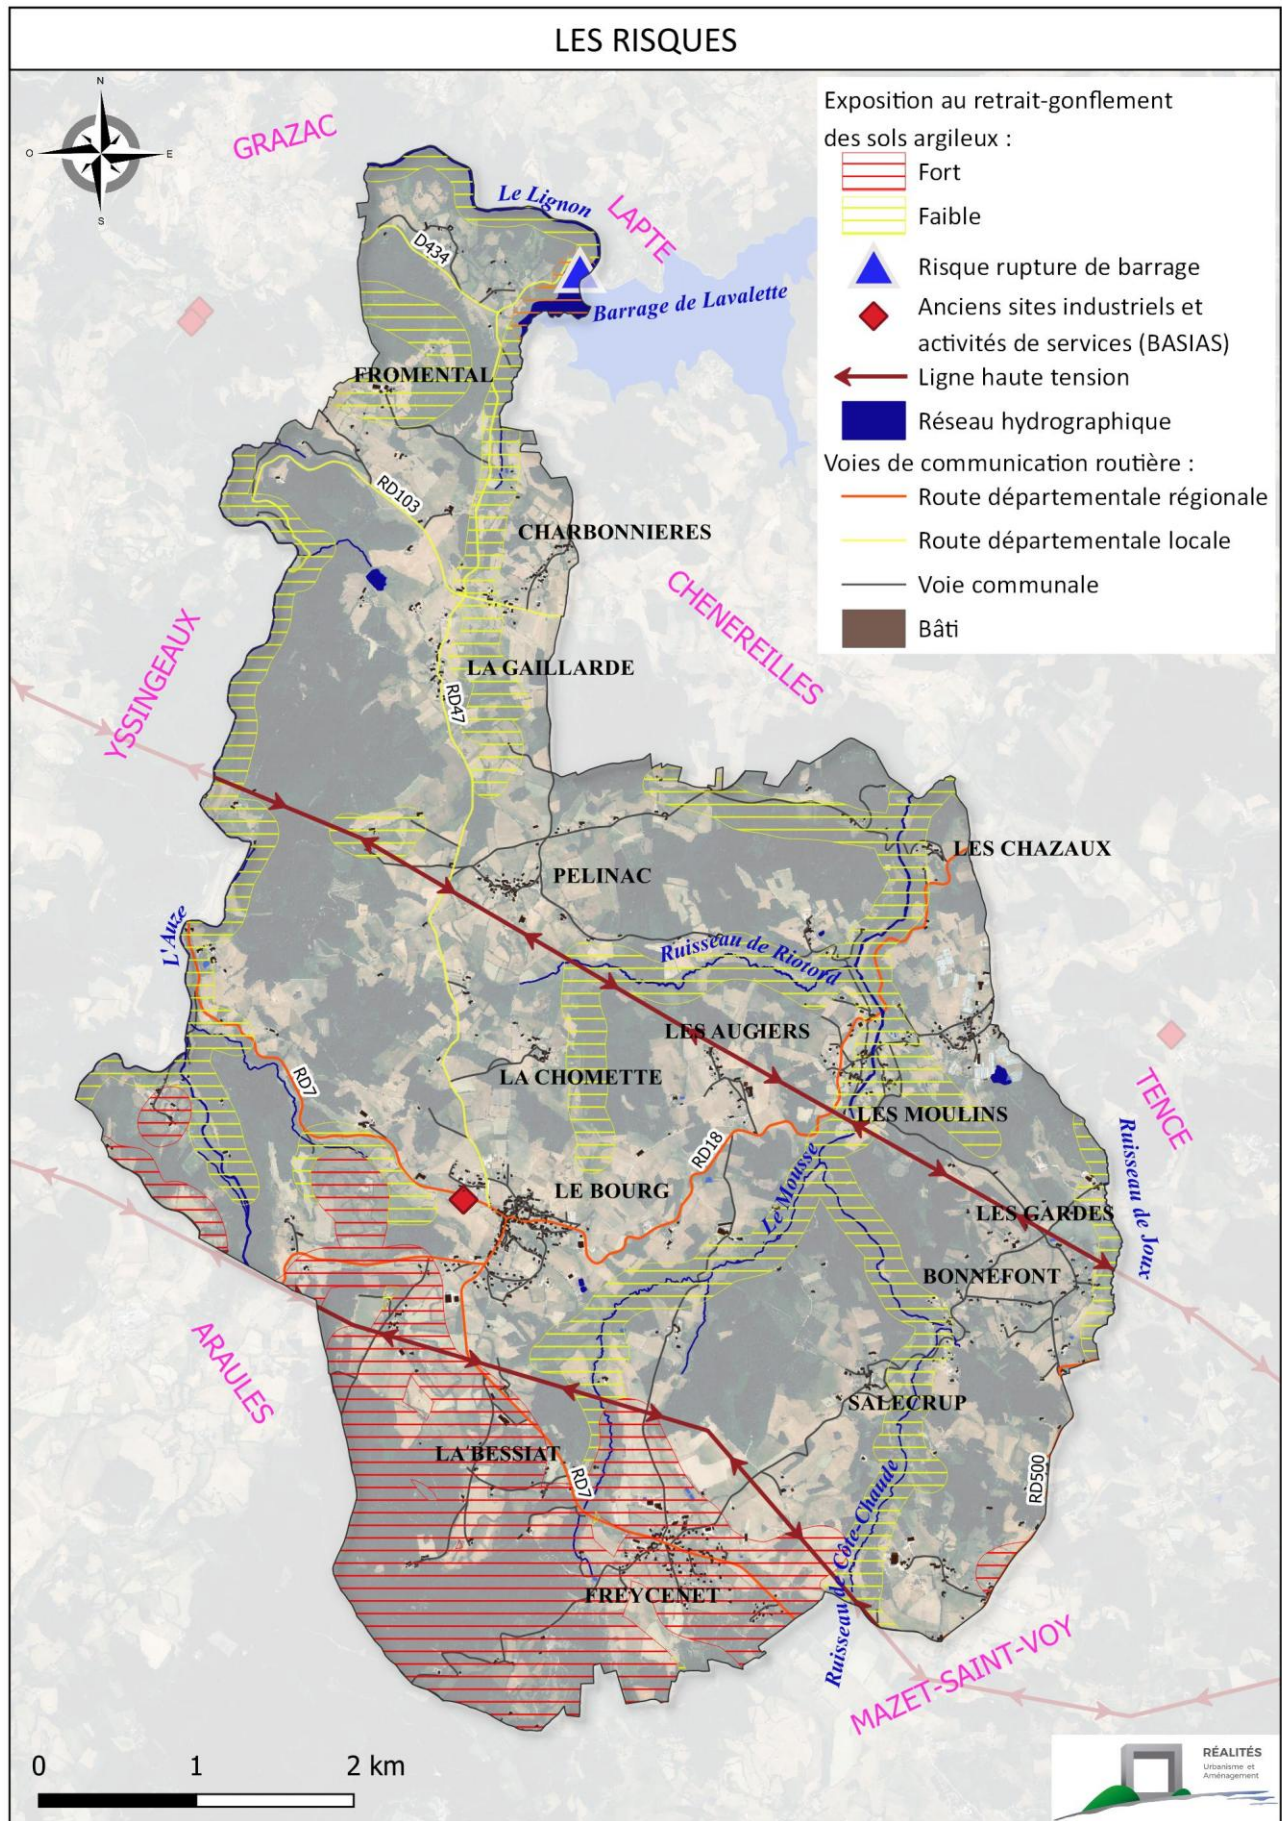 LES RISQUES
N
O
E
S
GRAZAC
Le Lignon
LAPTE
D434
Barrage de Lavalette
FROMENTAL
RD103
CHARBONNIERES
CHENEREILLES
YSSINGEAUX
LA GAILLARDE
RD47
LES CHAZAUX
PELINAC
L'Auze
Ruisseau de Riotord
LES AUGIERS
LA CHOMETTE
RD7
TENCE
LES MOULINS
RD18
Le Mousse
LE BOURG
LES GARDES
Ruisseau de Joux
BONNEFONT
ARAULES
SALECRUP
LA BESSIAT
RD7
RD500
Ruisseau de Côte-Chaude
FREYCENET
MAZET-SAINT-VOY
Exposition au retrait-gonflement
des sols argileux :
Fort
Faible
Risque rupture de barrage
Anciens sites industriels et
activités de services (BASIAS)
Ligne haute tension
Réseau hydrographique
Voies de communication routière :
Route départementale régionale
Route départementale locale
Voie communale
Bâti
0 1 2 km
RÉALITÉS
Urbanisme et
Aménagement